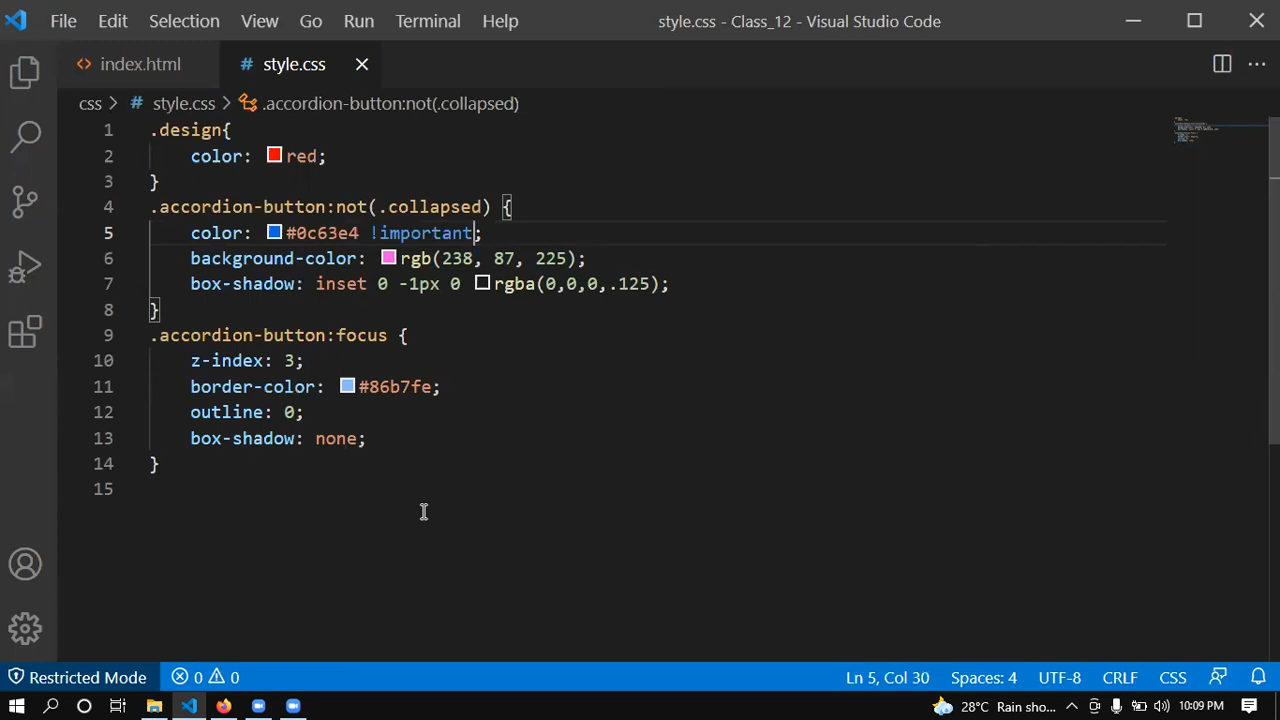 File Edit Selection View Go Run Terminal Help style.css - Class_12 - Visual Studio Code
index.html # style.css
css > # style.css > .accordion-button:not(.collapsed)
1 .design{
2 color: red;
3 }
4 .accordion-button:not(.collapsed) {
5 color: #0c63e4 !important;
6 background-color: rgb(238, 87, 225);
7 box-shadow: inset 0 -1px 0 rgba(0,0,0,.125);
8 }
9 .accordion-button:focus {
10 z-index: 3;
11 border-color: #86b7fe;
12 outline: 0;
13 box-shadow: none;
14 }
15
Restricted Mode 0 0 Ln 5, Col 30 Spaces: 4 UTF-8 CRLF CSS
28°C Rain sho... 10:09 PM